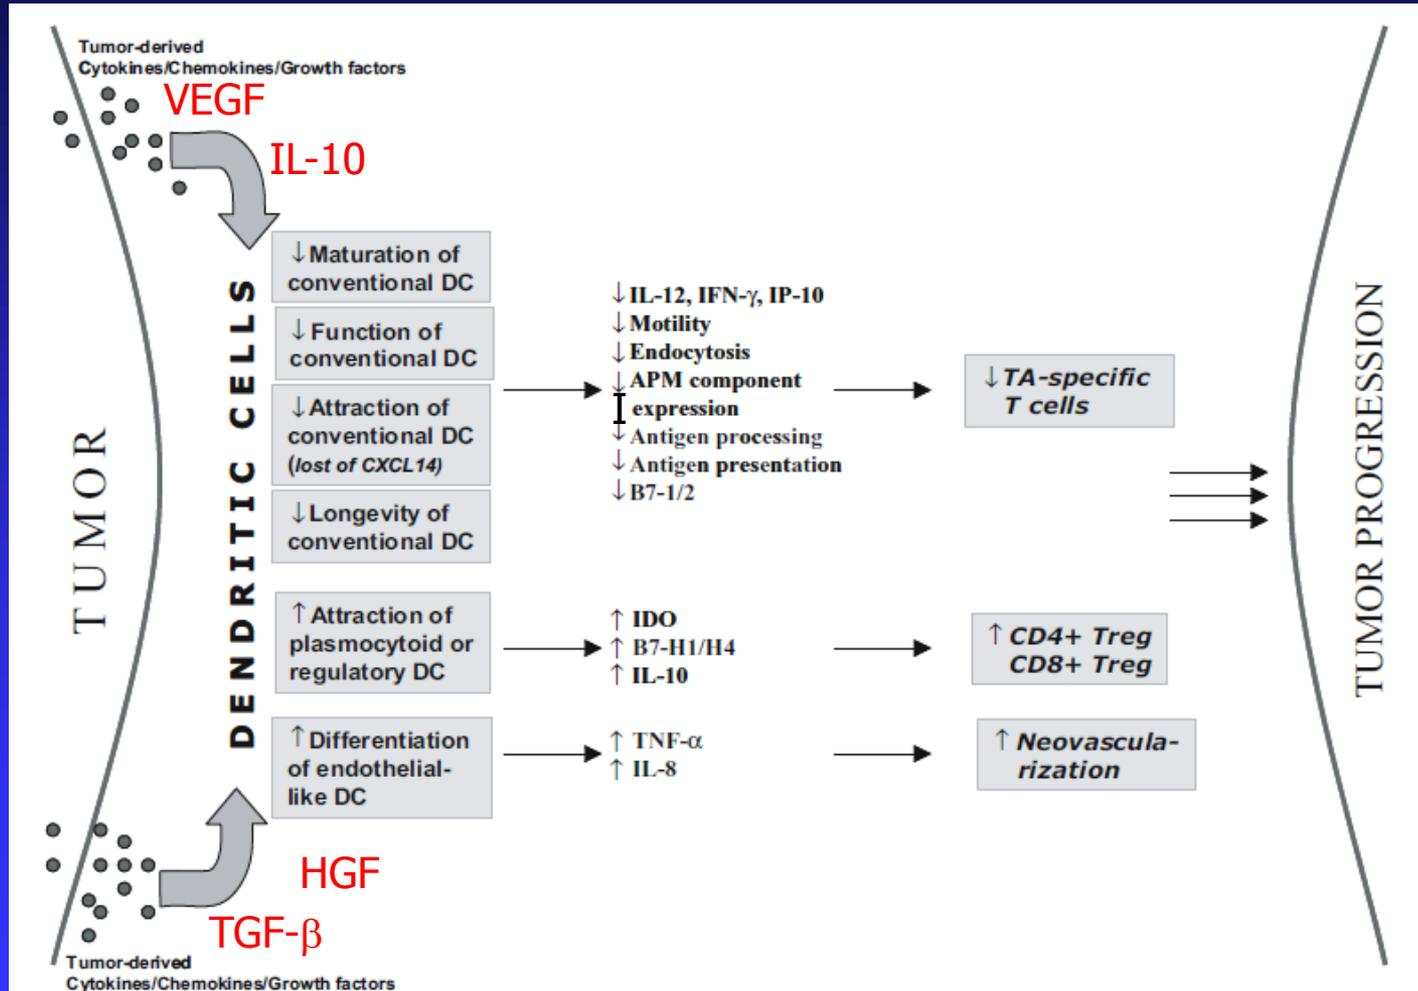 Tumor-derived
Cytokines/Chemokines/Growth factors
VEGF
IL-10
TUMOR
DENDRITIC CELLS
↓Maturation of
conventional DC
↓Function of
conventional DC
↓Attraction of
conventional DC
(lost of CXCL14)
↓Longevity of
conventional DC
↑Attraction of
plasmocytoid or
regulatory DC
↑Differentiation
of endothelial-
like DC
↓IL-12, IFN-γ, IP-10
↓Motility
↓Endocytosis
↓APM component
expression
↓Antigen processing
↓Antigen presentation
↓B7-1/2
↑ IDO
↑ B7-H1/H4
↑ IL-10
↑ TNF-α
↑ IL-8
↓TA-specific
T cells
↑CD4+ Treg
CD8+ Treg
↑Neovascula-
rization
TUMOR PROGRESSION
HGF
TGF-β
Tumor-derived
Cytokines/Chemokines/Growth factors